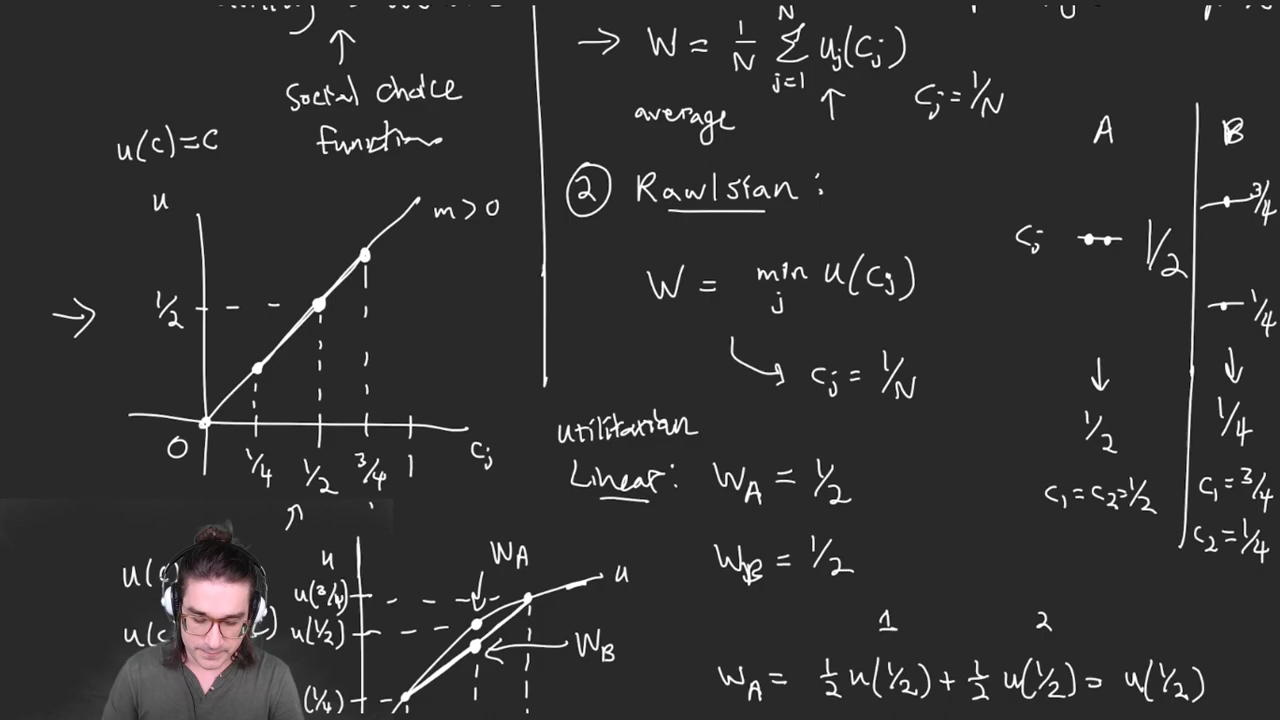 ↑
Social choice
function
u(c)=c
u
m>0
→
1/2
0
1/4
1/2
3/4
1
cj
↑
→ W = 1/N Σ uj(cj)
N
j=1
↑
average
cj=1/N
② Rawlsian:
W = min u(cj)
j
↳ cj = 1/N
utilitarian
Linear: WA = 1/2
WB = 1/2
A
B
cj
1/2
3/4
1/4
↓
↓
1/2
1/4
c1=c2=1/2
c1=3/4
c2=1/4
u
WA
u
u(3/4)
u(1/2)
(1/4)
WB
1
2
WA = 1/2 u(1/2) + 1/2 u(1/2) = u(1/2)